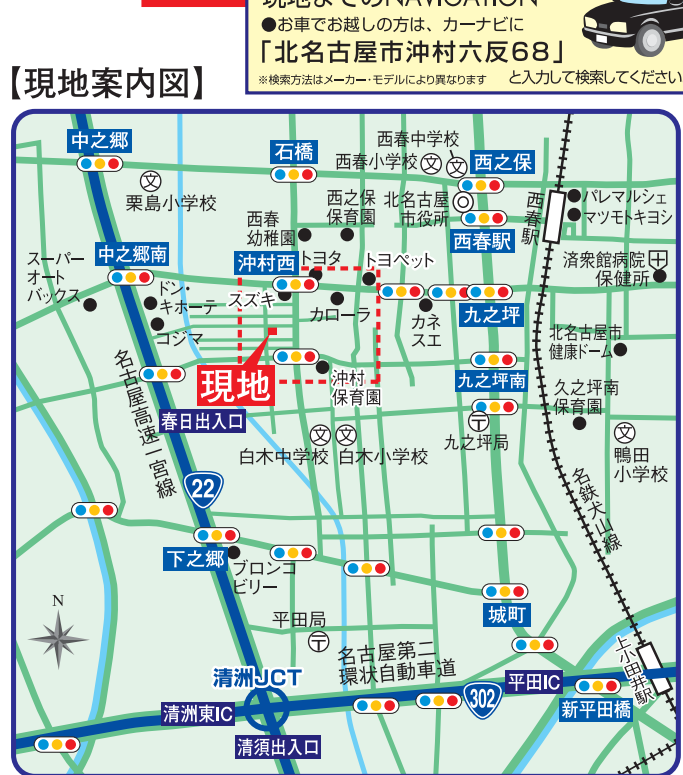 現地までのNAVIGATION
●お車でお越しの方は、カーナビに
「北名古屋市沖村六反68」
※検索方法はメーカー・モデルにより異なります
と入力して検索してください
【現地案内図】
中之郷
石橋
西春中学校
西春小学校
西之保
栗島小学校
西之保
保育園
北名古屋
市役所
西春駅
西春駅
パレマルシェ
マツモトキヨシ
西春
幼稚園
中之郷南
沖村西
トヨタ
トヨペット
済衆館病院
保健所
スーパー
オート
バックス
ドン・
キホーテ
スズキ
カローラ
カネ
スエ
九之坪
コジマ
北名古屋市
健康ドーム
名古屋高速一宮線
現地
沖村
保育園
九之坪南
久之坪南
保育園
春日出入口
白木中学校
白木小学校
九之坪局
鴨田
小学校
22
名鉄犬山線
下之郷
ブロンコ
ビリー
城町
平田局
名古屋第二
環状自動車道
上小田井駅
N
清洲JCT
平田IC
302
清洲東IC
新平田橋
清須出入口